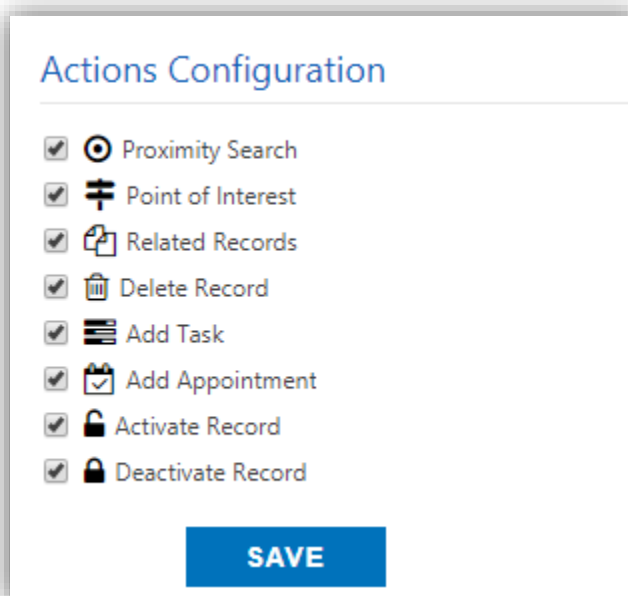 Actions Configuration
Proximity Search
Point of Interest
Related Records
Delete Record
Add Task
Add Appointment
Activate Record
Deactivate Record
SAVE